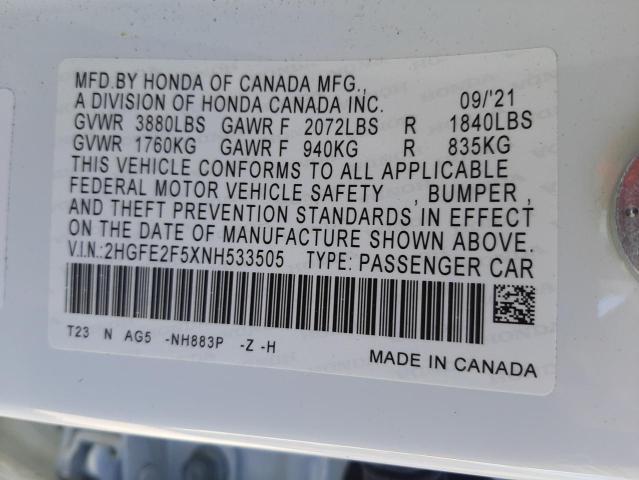 MFD.BY HONDA OF CANADA MFG.,
A DIVISION OF HONDA CANADA INC. 09/'21
GVWR 3880LBS GAWR F 2072LBS R 1840LBS
GVWR 1760KG GAWR F 940KG R 835KG
THIS VEHICLE CONFORMS TO ALL APPLICABLE
FEDERAL MOTOR VEHICLE SAFETY , BUMPER ,
AND THEFT PREVENTION STANDARDS IN EFFECT
ON THE DATE OF MANUFACTURE SHOWN ABOVE.
V.I.N.:2HGFE2F5XNH533505 TYPE: PASSENGER CAR
T23 N AG5 -NH883P -Z -H
MADE IN CANADA